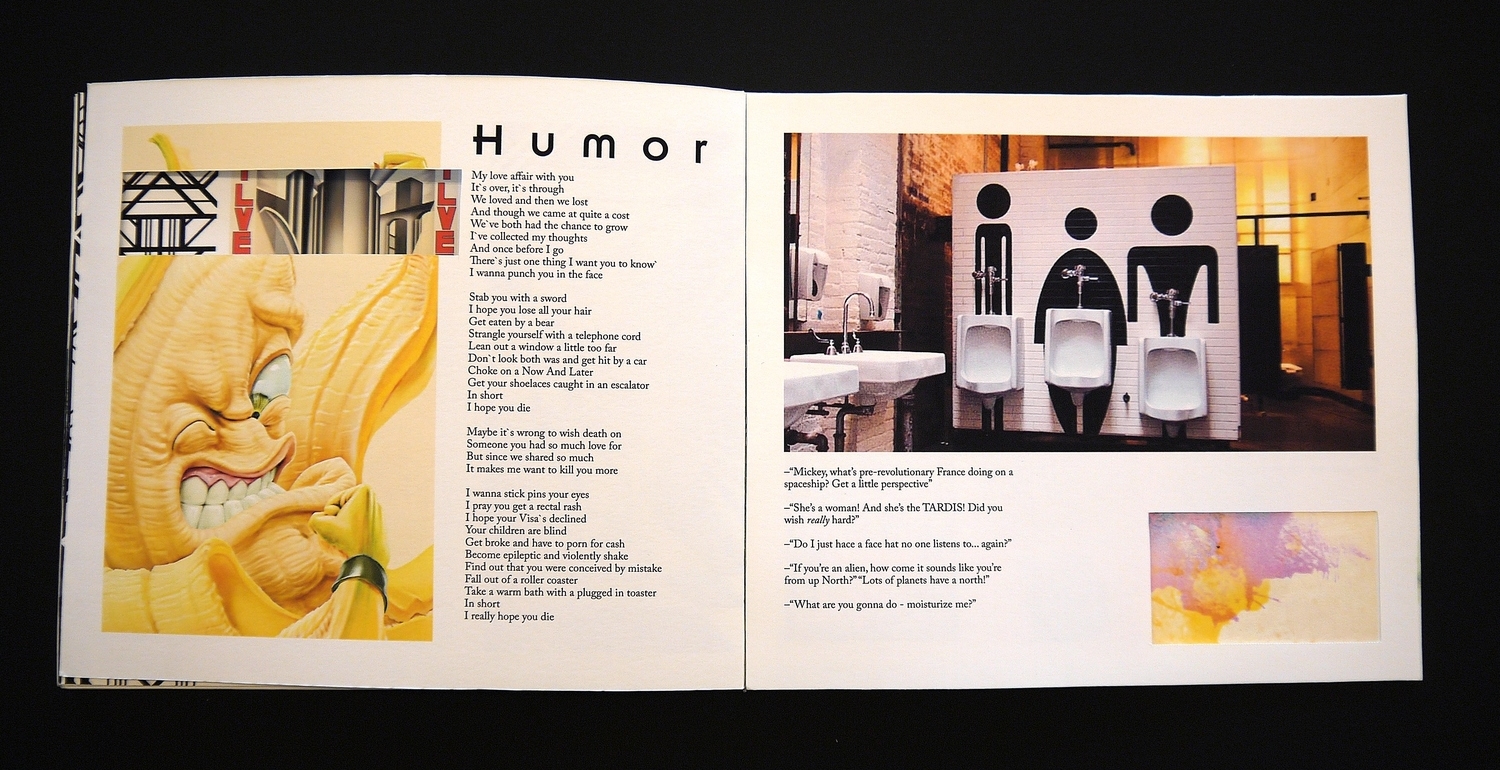 Humor
ILVE
ILVE
My love affair with you
It`s over, it`s through
We loved and then we lost
And though we came at quite a cost
We`ve both had the chance to grow
I`ve collected my thoughts
And once before I go
There`s just one thing I want you to know`
I wanna punch you in the face
Stab you with a sword
I hope you lose all your hair
Get eaten by a bear
Strangle yourself with a telephone cord
Lean out a window a little too far
Don`t look both was and get hit by a car
Choke on a Now And Later
Get your shoelaces caught in an escalator
In short
I hope you die
Maybe it`s wrong to wish death on
Someone you had so much love for
But since we shared so much
It makes me want to kill you more
I wanna stick pins your eyes
I pray you get a rectal rash
I hope your Visa`s declined
Your children are blind
Get broke and have to porn for cash
Become epileptic and violently shake
Find out that you were conceived by mistake
Fall out of a roller coaster
Take a warm bath with a plugged in toaster
In short
I really hope you die
–“Mickey, what’s pre-revolutionary France doing on a
spaceship? Get a little perspective”
–“She’s a woman! And she’s the TARDIS! Did you
wish really hard?”
–“Do I just hace a face hat no one listens to... again?”
–“If you’re an alien, how come it sounds like you’re
from up North?” “Lots of planets have a north!”
–“What are you gonna do - moisturize me?”